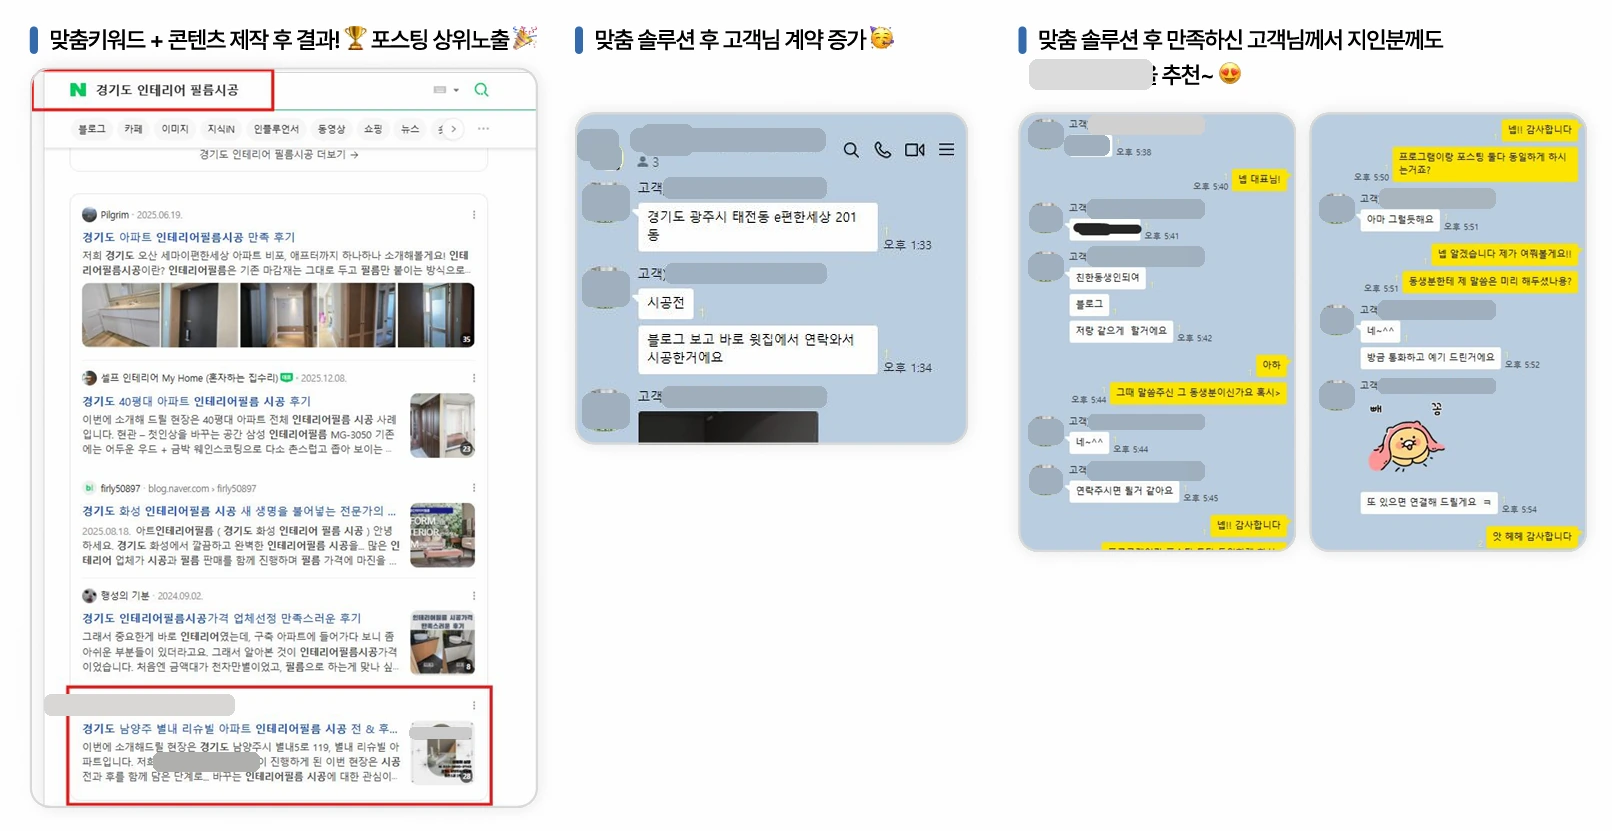 맞춤키워드 + 콘텐츠 제작 후 결과! 🏆 포스팅 상위노출 🎉
경기도 인테리어 필름시공
블로그 카페 이미지 지식iN 인플루언서 동영상 쇼핑 뉴스
경기도 인테리어 필름시공 더보기 →
Pilgrim · 2025.06.19.
경기도 아파트 인테리어필름시공 만족 후기
저희 경기도 오산 세마이편한세상 아파트 비포, 애프터까지 하나하나 소개해볼게요! 인테
리어필름시공이란? 인테리어필름은 기존 마감재는 그대로 두고 필름만 붙이는 방식으로...
35
셀프 인테리어 My Home (혼자하는 집수리) 대표 · 2025.12.08.
경기도 40평대 아파트 인테리어 필름 시공 후기
이번에 소개해 드릴 현장은 40평대 아파트 전체 인테리어필름 시공 사례
입니다. 현관 – 첫인상을 바꾸는 공간 삼성 인테리어필름 MG-3050 기존
에는 어두운 우드 + 금박 웨인스코팅으로 다소 촌스럽고 좁아 보이는 ...
23
firly50897 · blog.naver.com › firly50897
경기도 화성 인테리어 필름 시공 새 생명을 불어넣는 전문가의 ...
2025.08.18. 아트인테리어필름 ( 경기도 화성 인테리어 필름 시공 ) 안녕
하세요. 경기도 화성에서 깔끔하고 완벽한 인테리어필름 시공을... 많은 인
테리어 업체가 시공과 필름 판매를 함께 진행하며 필름 가격에 마진을 ...
행성의 기분 · 2024.09.02.
경기도 인테리어필름시공가격 업체선정 만족스러운 후기
그래서 중요한게 바로 인테리어였는데, 구축 아파트에 들어가다 보니 좀
아쉬운 부분들이 있더라고요. 그래서 알아본 것이 인테리어필름시공가격
이었습니다. 처음엔 금액대가 천차만별이었고, 필름으로 하는게 맞나 싶...
인테리어필름 시공가격
만족스러운 후기
8
경기도 남양주 별내 리슈빌 아파트 인테리어필름 시공 전 & 후...
이번에 소개해드릴 현장은 경기도 남양주시 별내5로 119, 별내 리슈빌 아
파트입니다. 저희 이 진행하게 된 이번 현장은 시공
전과 후를 함께 담은 단계로... 바꾸는 인테리어필름 시공에 대한 관심이...
28
맞춤 솔루션 후 고객님 계약 증가 🥳
3
고객
경기도 광주시 태전동 e편한세상 201
동
오후 1:33
고객
시공전
블로그 보고 바로 윗집에서 연락와서
시공한거에요
오후 1:34
고객
맞춤 솔루션 후 만족하신 고객님께서 지인분께도
추천~ 😍
고객
오후 5:38
넵 대표님!
오후 5:40
고객
오후 5:41
고객
친한동생인되여
블로그
저랑 같으게 할거에요
오후 5:42
아하
그때 말씀주신 그 동생분이신가요 혹시>
오후 5:44
고객
네~^^
오후 5:44
고객
연락주시면 될거 같아요
오후 5:45
넵!! 감사합니다
넵!! 감사합니다
프로그램이랑 포스팅 둘다 동일하게 하시
는거죠?
오후 5:50
고객
아마 그럴듯해요
오후 5:51
넵 알겠습니다 제가 여쭤볼게요!!
동생분한테 제 말씀은 미리 해두셨나용?
오후 5:51
고객
네~^^
방금 통화하고 얘기 드린거에요
오후 5:52
고객
빼 꼼
또 있으면 연결해 드릴게요 ㅋ
오후 5:54
앗 헤헤 감사합니다